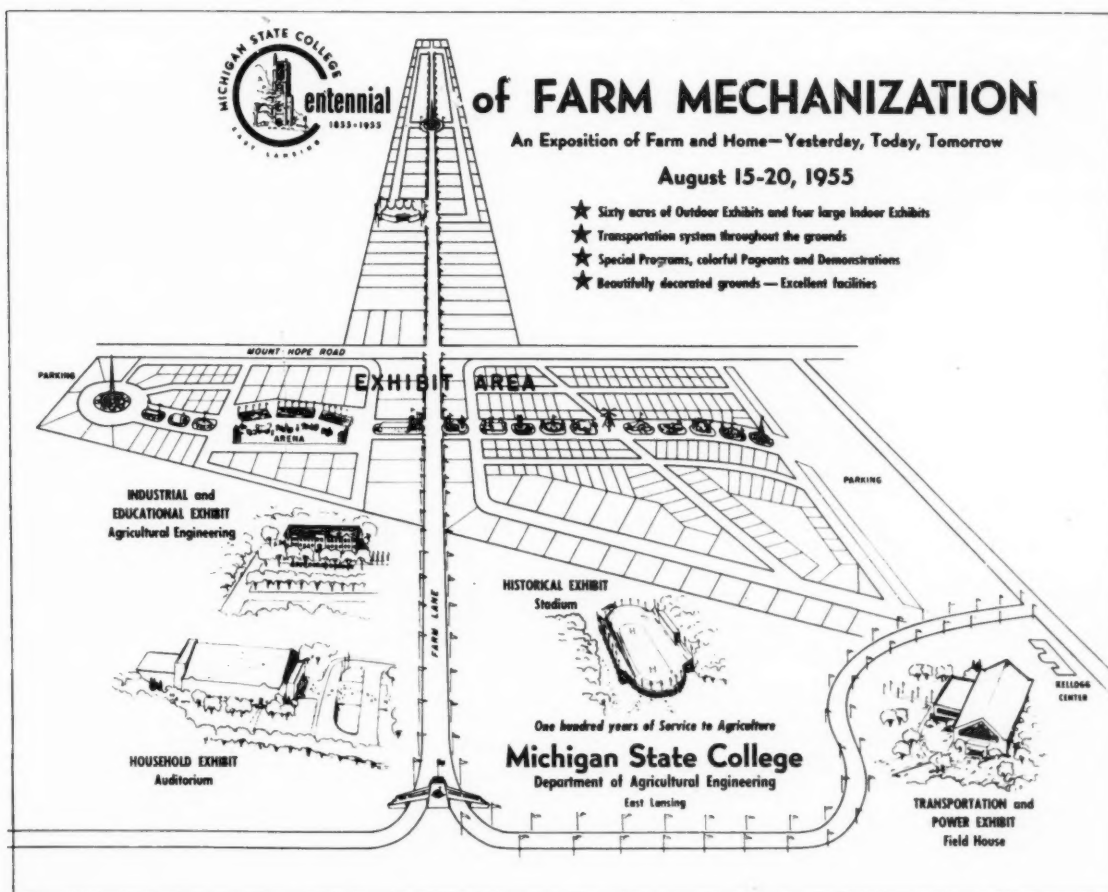 MICHIGAN STATE COLLEGE
Centennial
1855-1955
EAST LANSING
of FARM MECHANIZATION
An Exposition of Farm and Home—Yesterday, Today, Tomorrow
August 15-20, 1955
★ Sixty acres of Outdoor Exhibits and four large Indoor Exhibits
★ Transportation system throughout the grounds
★ Special Programs, colorful Pageants and Demonstrations
★ Beautifully decorated grounds — Excellent facilities
MOUNT HOPE ROAD
PARKING
EXHIBIT AREA
ARENA
PARKING
INDUSTRIAL and
EDUCATIONAL EXHIBIT
Agricultural Engineering
FARM LANE
HISTORICAL EXHIBIT
Stadium
H
H
KELLOGG
CENTER
One hundred years of Service to Agriculture
Michigan State College
Department of Agricultural Engineering
East Lansing
HOUSEHOLD EXHIBIT
Auditorium
TRANSPORTATION and
POWER EXHIBIT
Field House